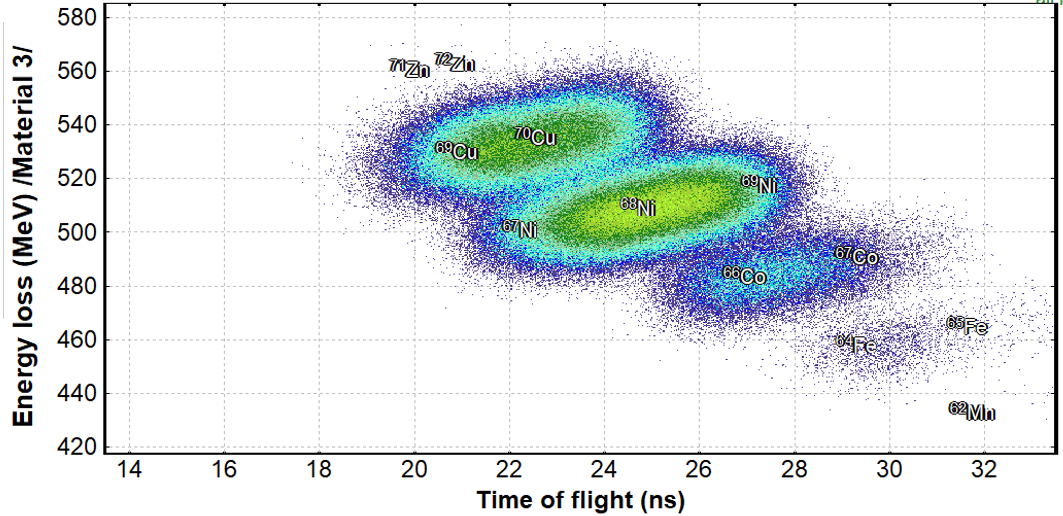 Energy loss (MeV) /Material 3/
580
560
540
520
500
480
460
440
420
⁷¹Zn
⁷²Zn
⁶⁹Cu
⁷⁰Cu
⁶⁷Ni
⁶⁸Ni
⁶⁹Ni
⁶⁶Co
⁶⁷Co
⁶⁴Fe
⁶⁵Fe
⁶²Mn
14 16 18 20 22 24 26 28 30 32
Time of flight (ns)